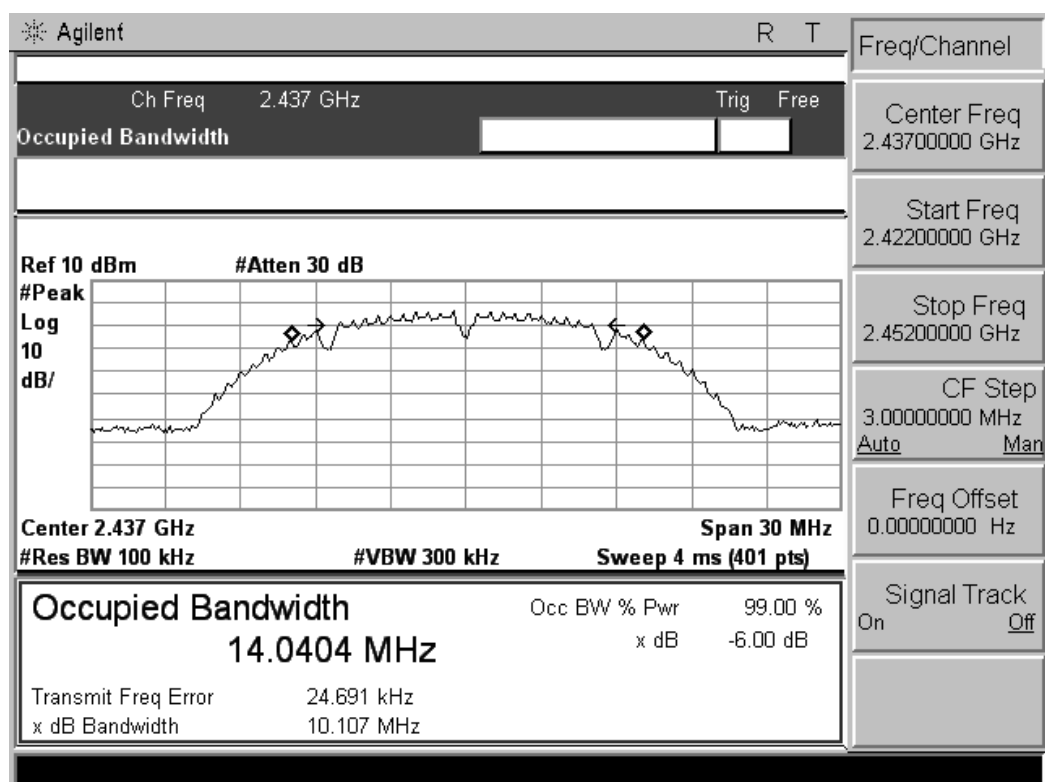 Agilent R T
Freq/Channel
Ch Freq 2.437 GHz Trig Free
Occupied Bandwidth
Center Freq
2.43700000 GHz
Start Freq
2.42200000 GHz
Stop Freq
2.45200000 GHz
CF Step
3.00000000 MHz
Auto Man
Freq Offset
0.00000000 Hz
Signal Track
On Off
Ref 10 dBm #Atten 30 dB
#Peak
Log
10
dB/
Center 2.437 GHz Span 30 MHz
#Res BW 100 kHz #VBW 300 kHz Sweep 4 ms (401 pts)
Occupied Bandwidth Occ BW % Pwr 99.00 %
14.0404 MHz x dB -6.00 dB
Transmit Freq Error 24.691 kHz
x dB Bandwidth 10.107 MHz